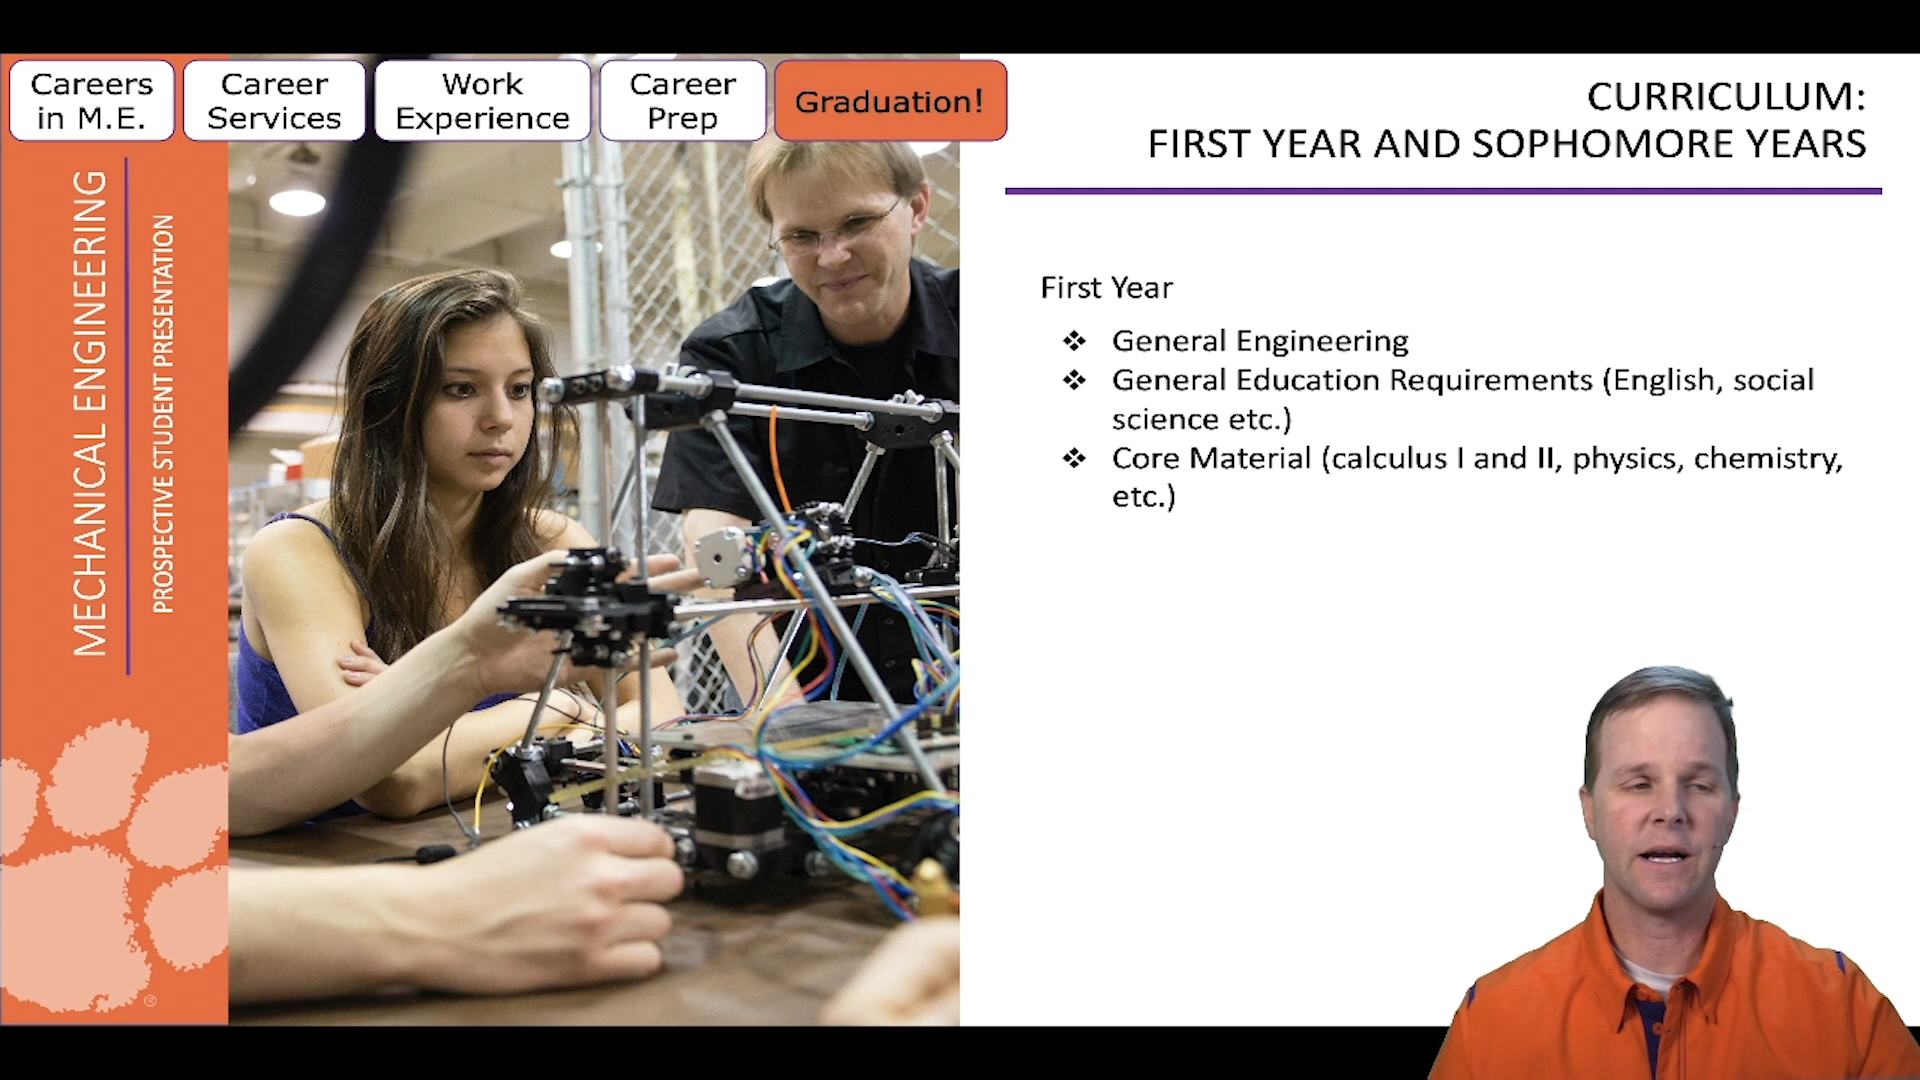 Careers
in M.E.
Career
Services
Work
Experience
Career
Prep
Graduation!
MECHANICAL ENGINEERING
PROSPECTIVE STUDENT PRESENTATION
®
CURRICULUM:
FIRST YEAR AND SOPHOMORE YEARS
First Year
❖ General Engineering
❖ General Education Requirements (English, social
science etc.)
❖ Core Material (calculus I and II, physics, chemistry,
etc.)